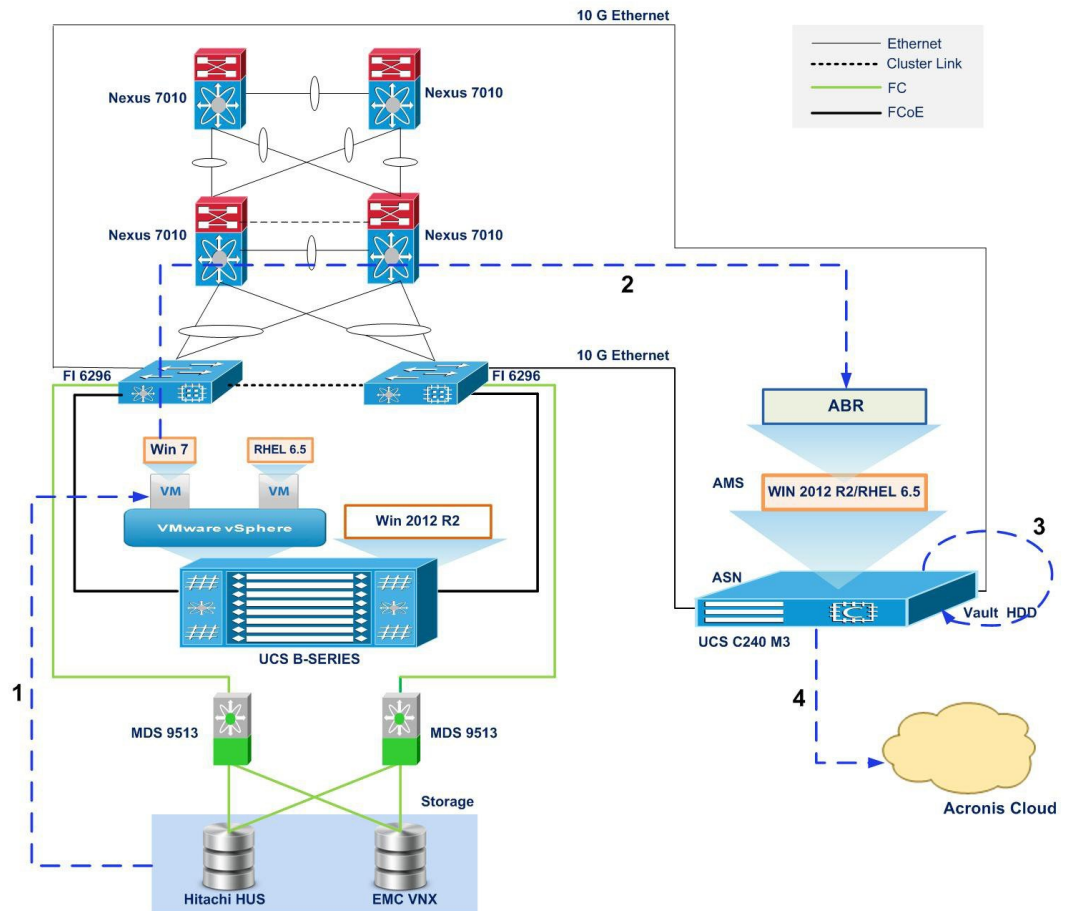 10 G Ethernet
Ethernet
Cluster Link
FC
FCoE
Nexus 7010
Nexus 7010
Nexus 7010
Nexus 7010
2
10 G Ethernet
FI 6296
FI 6296
ABR
Win 7
RHEL 6.5
VM
VM
VMware vSphere
Win 2012 R2
AMS
WIN 2012 R2/RHEL 6.5
3
ASN
Vault HDD
UCS C240 M3
UCS B-SERIES
1
4
MDS 9513
MDS 9513
Storage
Acronis Cloud
Hitachi HUS
EMC VNX